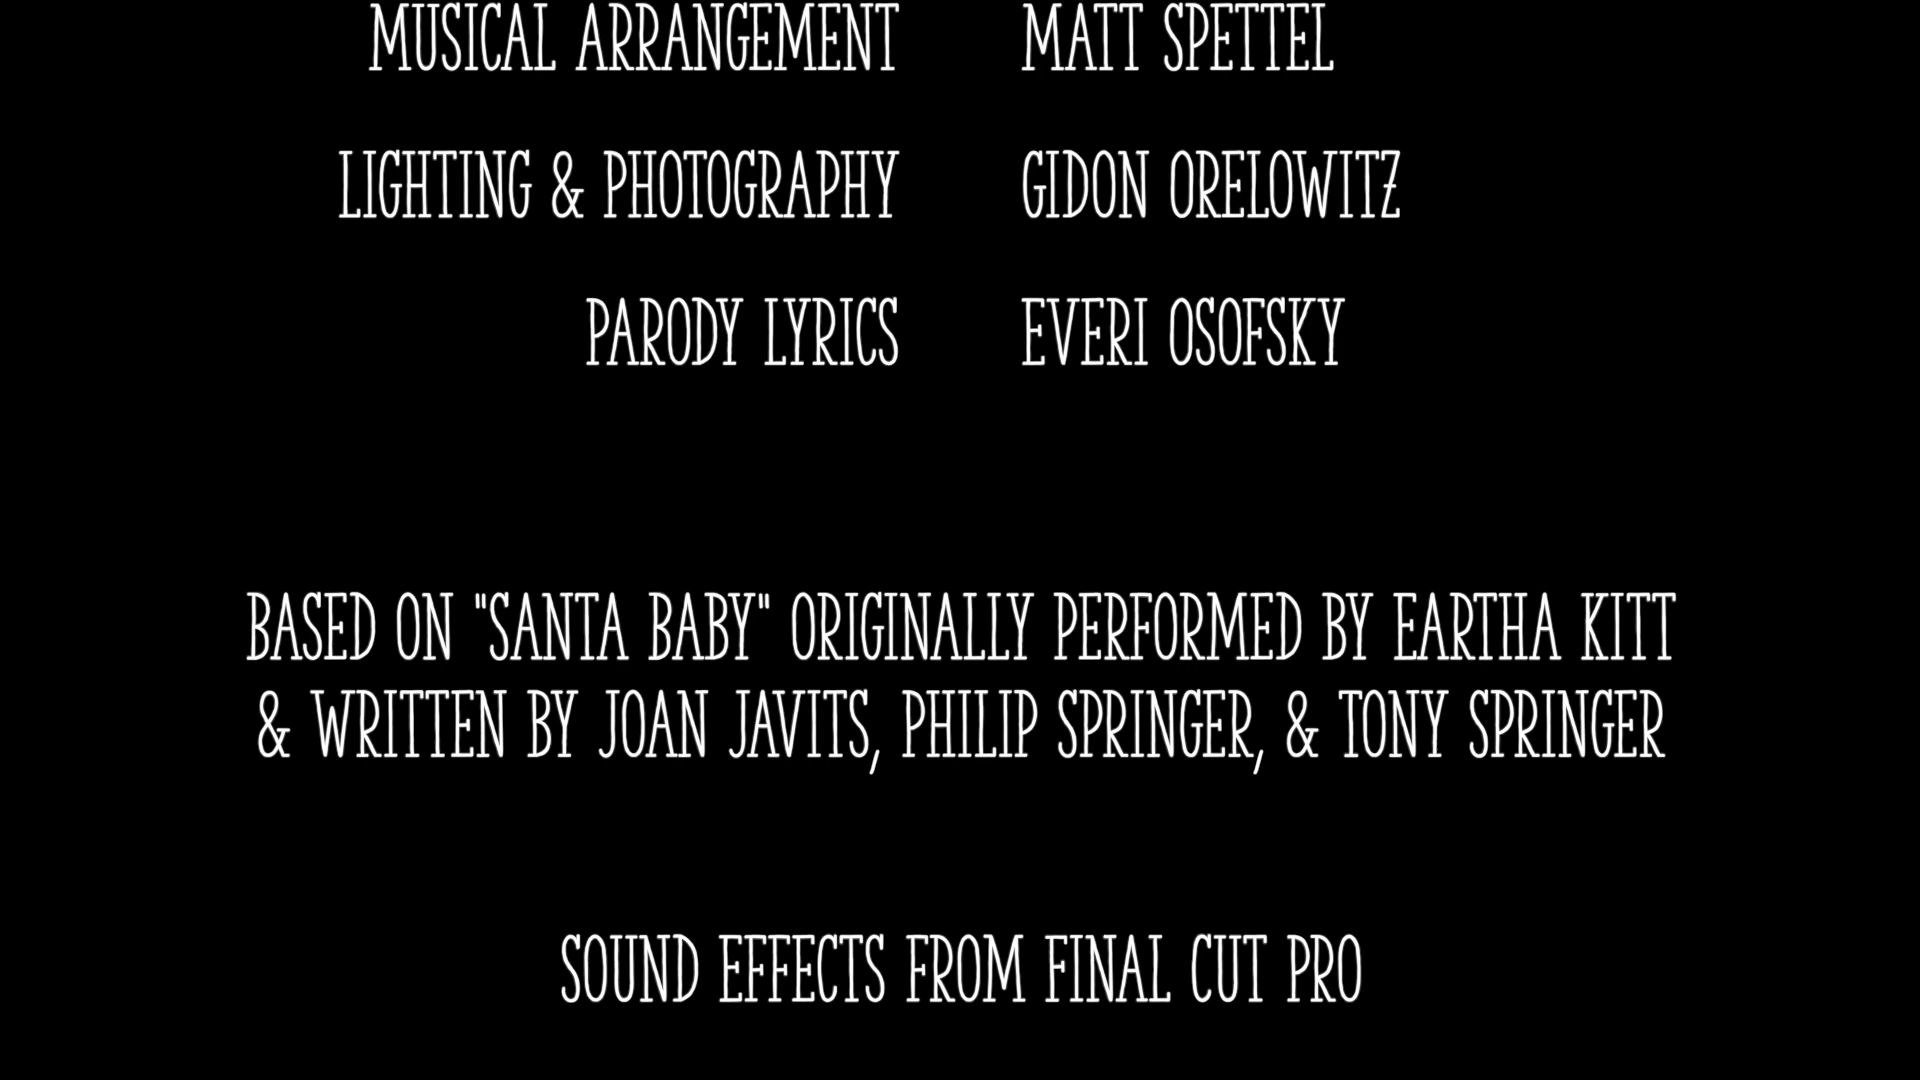 MUSICAL ARRANGEMENT MATT SPETTEL
LIGHTING & PHOTOGRAPHY GIDON ORELOWITZ
PARODY LYRICS EVERI OSOFSKY
BASED ON "SANTA BABY" ORIGINALLY PERFORMED BY EARTHA KITT
& WRITTEN BY JOAN JAVITS, PHILIP SPRINGER, & TONY SPRINGER
SOUND EFFECTS FROM FINAL CUT PRO